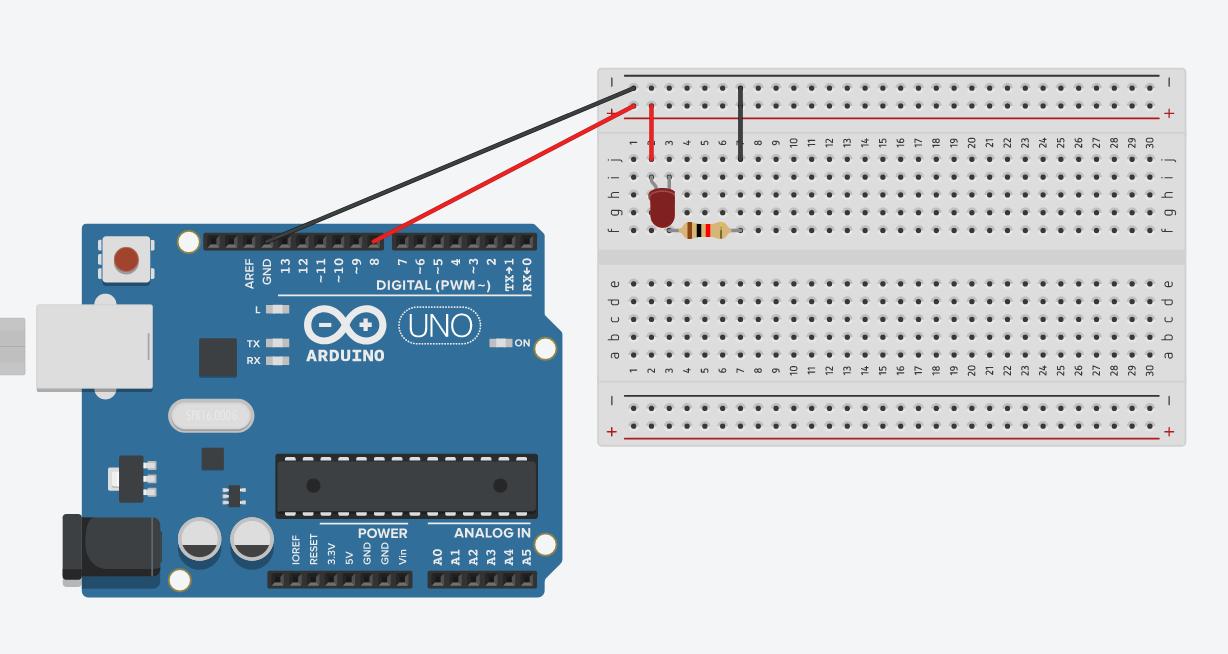 − −
+ +
1 2 3 4 5 6 7 8 9 10 11 12 13 14 15 16 17 18 19 20 21 22 23 24 25 26 27 28 29 30
j j
i i
h h
g g
f f
e e
d d
c c
b b
a a
1 2 3 4 5 6 7 8 9 10 11 12 13 14 15 16 17 18 19 20 21 22 23 24 25 26 27 28 29 30
− −
+ +
AREF GND 13 12 ~11 ~10 ~9 8 7 ~6 ~5 4 ~3 2 TX→1 RX←0
DIGITAL (PWM~)
L
UNO
TX
RX
ARDUINO
ON
SPK16.000G
POWER
ANALOG IN
IOREF RESET 3.3V 5V GND GND Vin A0 A1 A2 A3 A4 A5